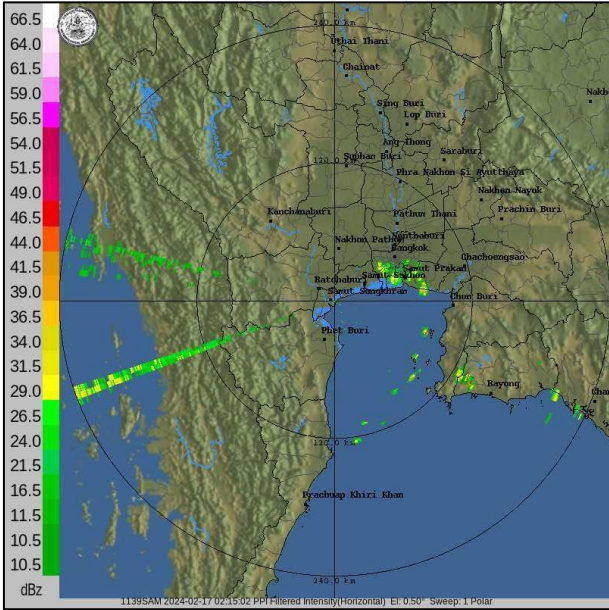 66.5
64.0
61.5
59.0
56.5
54.0
51.5
49.0
46.5
44.0
41.5
39.0
36.5
34.0
31.5
29.0
26.5
24.0
21.5
16.5
11.5
10.5
10.5
dBz
240.0 km
Uthai Thani
Chainat
Nakh
Sing Buri
Lop Buri
Ang Thong
Saraburi
120.0 km
Suphan Buri
Phra Nakhon Si Ayutthaya
Nakhon Nayok
Kanchanaburi
Pathum Thani
Prachin Buri
Nonthaburi
Nakhon Pathom
Bangkok
Chachoengsao
Samut Prakan
Samut Sakhon
Ratchaburi
Samut Songkhram
Chon Buri
Phet Buri
Rayong
Chan
120.0 km
Prachuap Khiri Khan
240.0 km
1139SAM 2024-02-17 02:15:02 PPI Filtered Intensity(Horizontal) El: 0.50° Sweep: 1 Polar